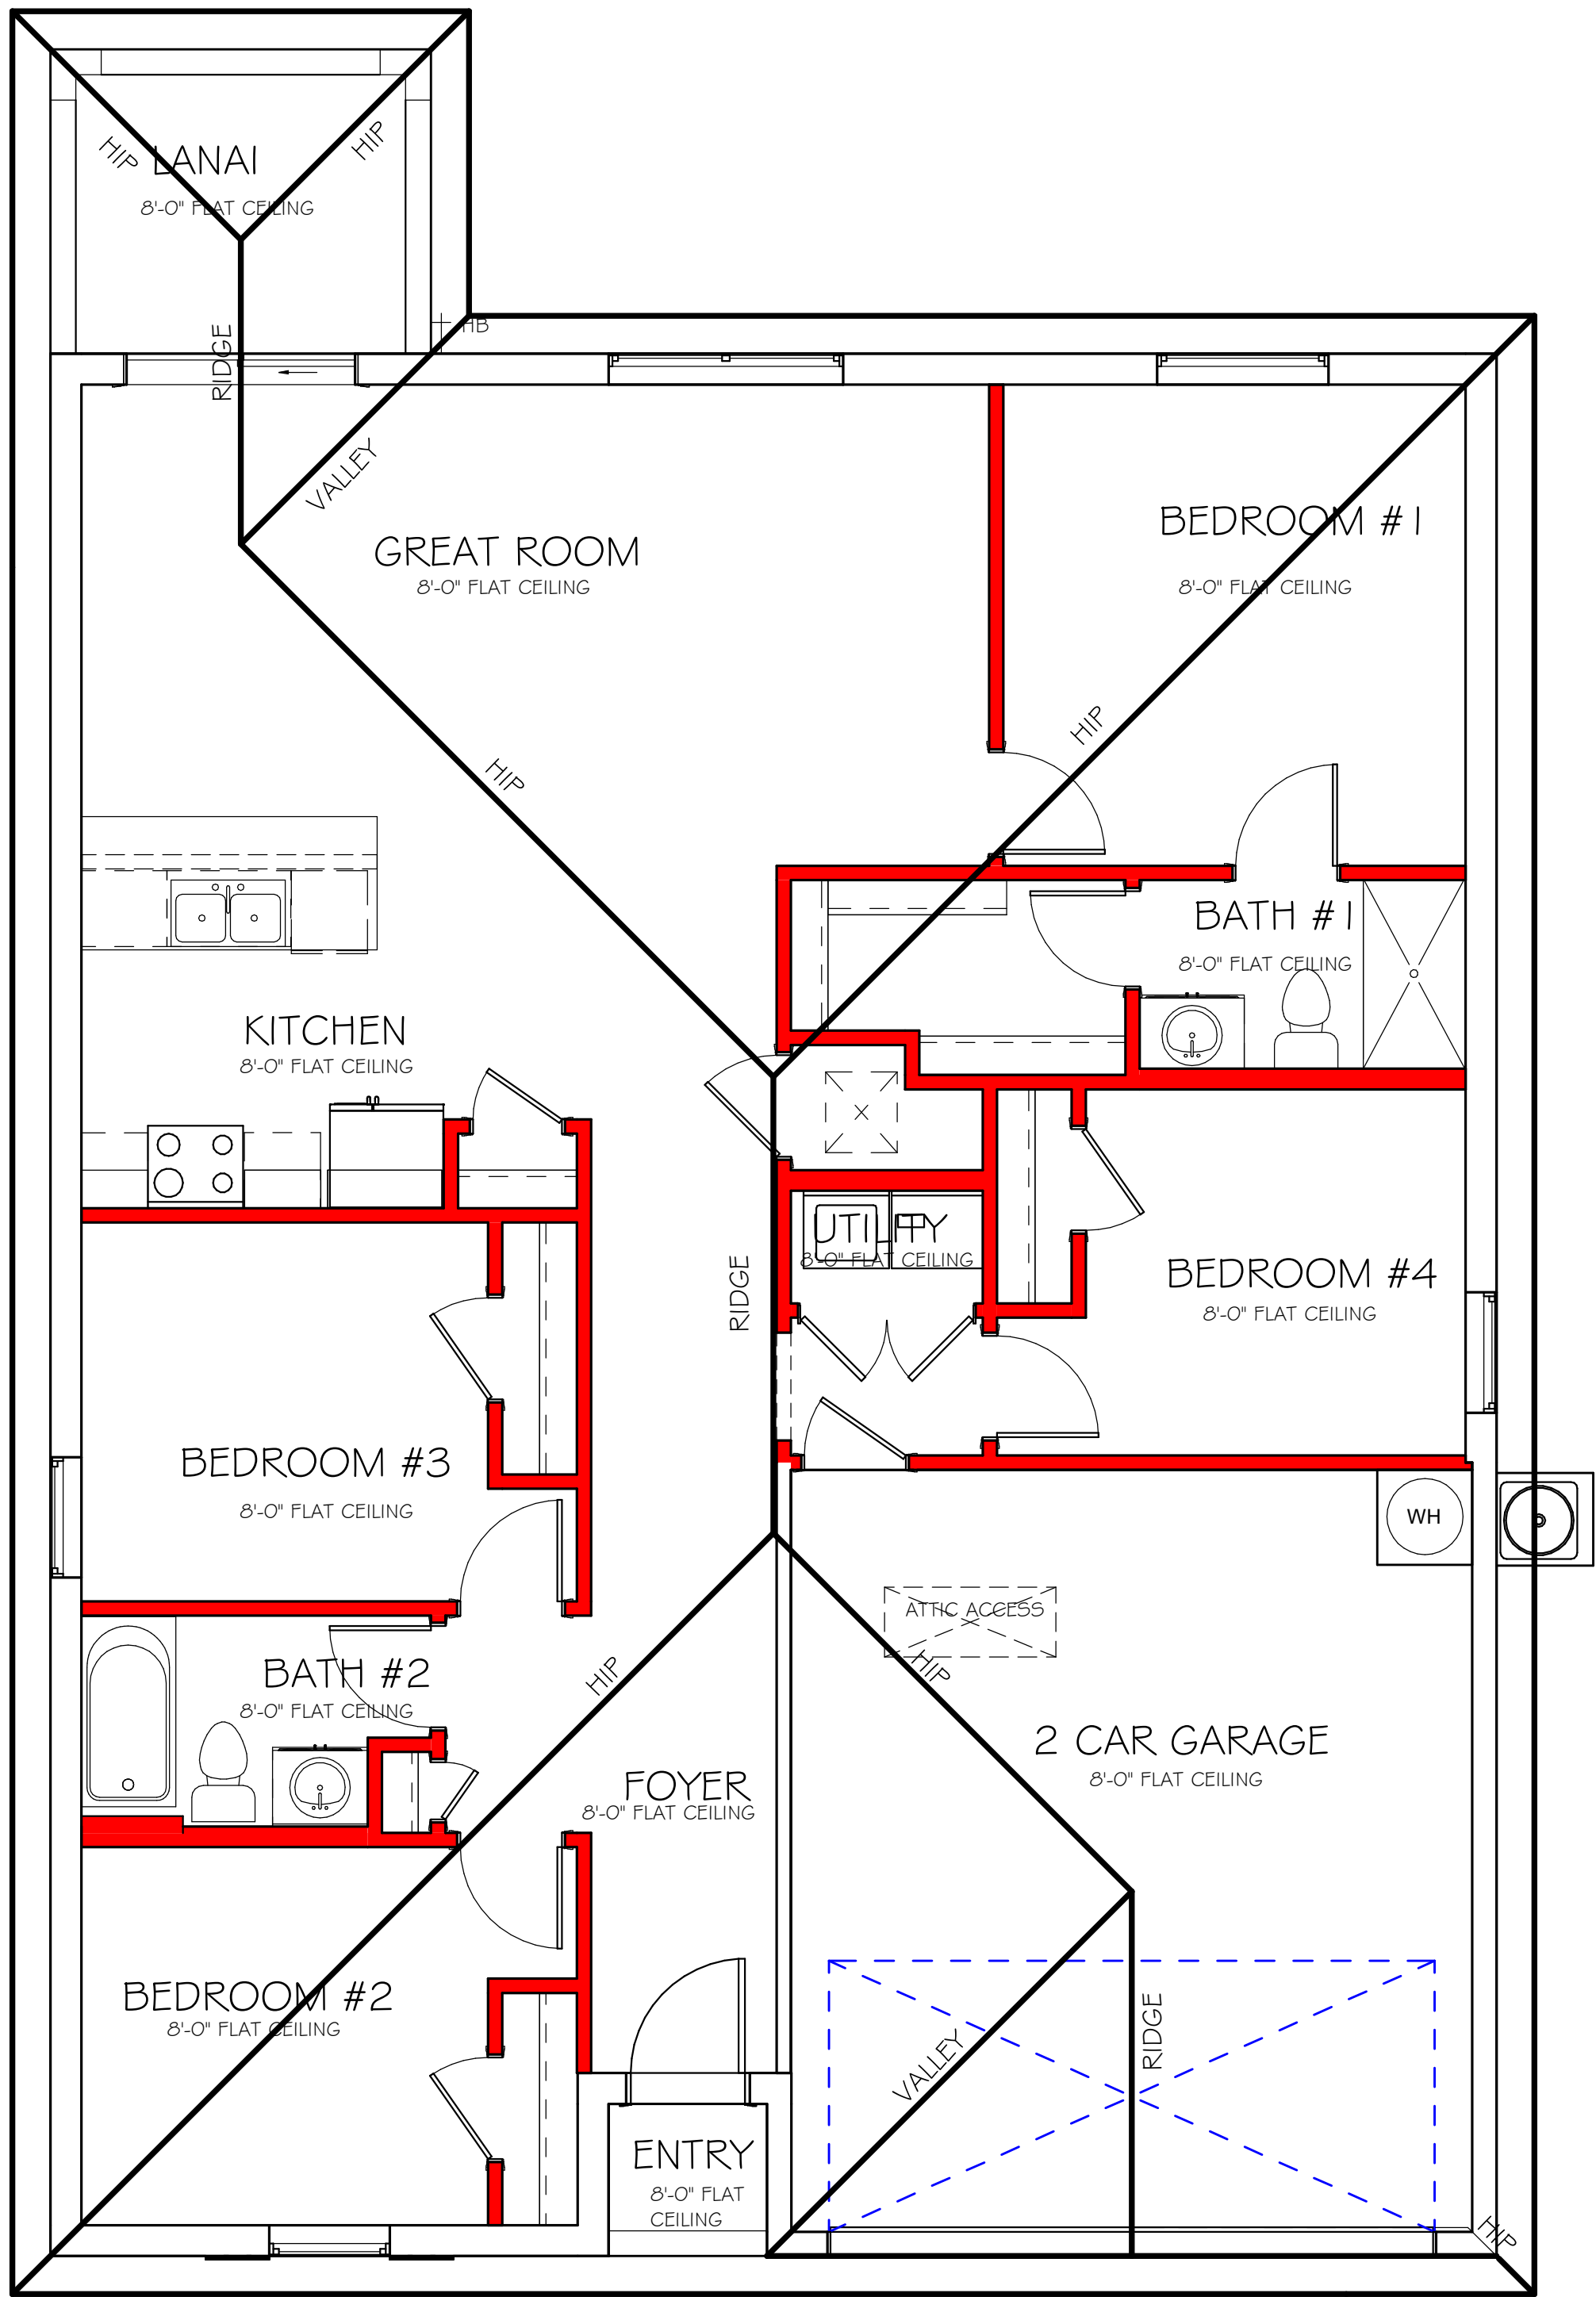 HIP
HIP
LANAI
8'-0" FLAT CEILING
HB
RIDGE
VALLEY
GREAT ROOM
8'-0" FLAT CEILING
BEDROOM #1
8'-0" FLAT CEILING
HIP
HIP
BATH #1
8'-0" FLAT CEILING
KITCHEN
8'-0" FLAT CEILING
UTILITY
8'-0" FLAT CEILING
RIDGE
BEDROOM #4
8'-0" FLAT CEILING
BEDROOM #3
8'-0" FLAT CEILING
WH
ATTIC ACCESS
HIP
HIP
BATH #2
8'-0" FLAT CEILING
2 CAR GARAGE
8'-0" FLAT CEILING
FOYER
8'-0" FLAT CEILING
BEDROOM #2
8'-0" FLAT CEILING
VALLEY
RIDGE
ENTRY
8'-0" FLAT
CEILING
HIP